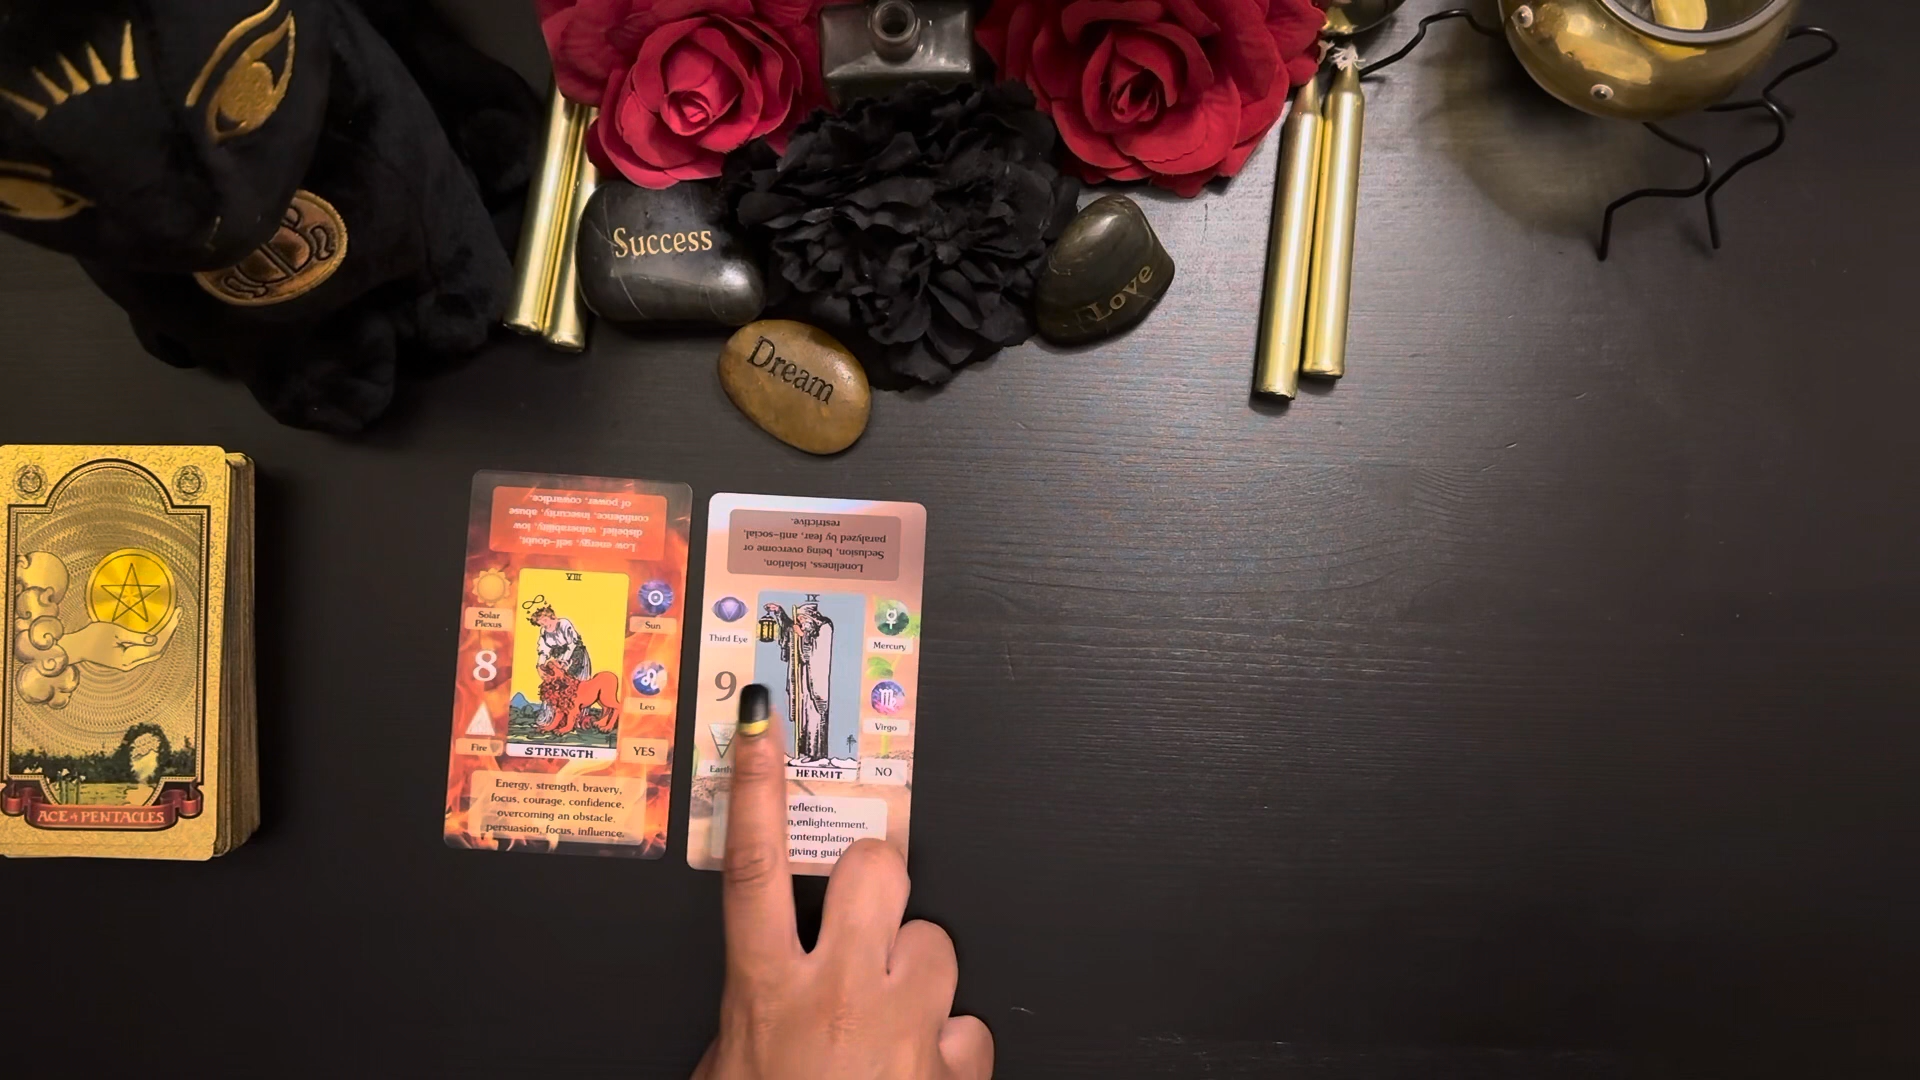 Success
Love
Dream
ACE of PENTACLES
Low energy, self-doubt,
disbelief, vulnerability, low
confidence, insecurity, abuse
of power, cowardice.
VIII
Solar
Plexus
Sun
8
Leo
Fire
STRENGTH.
YES
Energy, strength, bravery,
focus, courage, confidence,
overcoming an obstacle,
persuasion, focus, influence.
Loneliness, isolation,
Seclusion, being overcome or
paralyzed by fear, anti-social,
restrictive.
IX
Third Eye
Mercury
9
Virgo
Earth
HERMIT.
NO
reflection,
n,enlightenment,
contemplation
giving guid